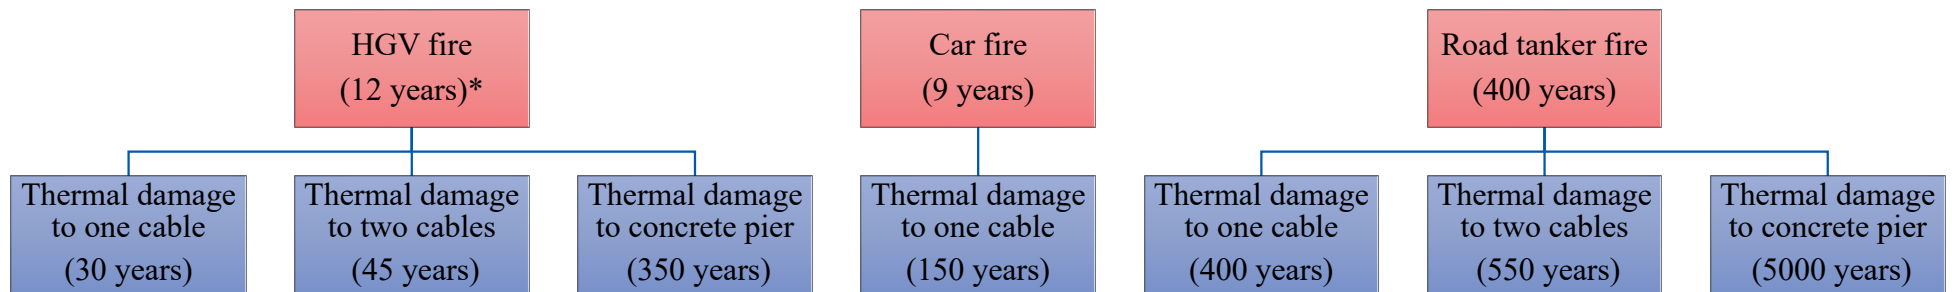 HGV fire
(12 years)*
Car fire
(9 years)
Road tanker fire
(400 years)
Thermal damage
to one cable
(30 years)
Thermal damage
to two cables
(45 years)
Thermal damage
to concrete pier
(350 years)
Thermal damage
to one cable
(150 years)
Thermal damage
to one cable
(400 years)
Thermal damage
to two cables
(550 years)
Thermal damage
to concrete pier
(5000 years)